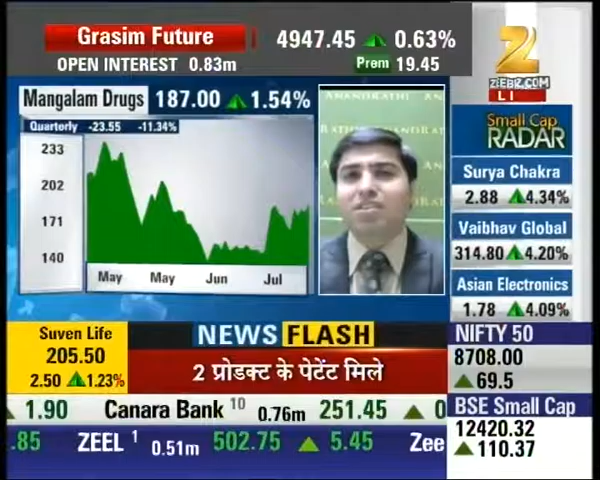 Grasim Future
4947.45 0.63%
OPEN INTEREST 0.83m
Prem 19.45
Z
ZEEBIZ.COM
LI
Mangalam Drugs 187.00 1.54%
Quarterly -23.55 -11.34%
233
202
171
140
May May Jun Jul
ANANDRATHI
Small Cap
RADAR
Surya Chakra
2.88 4.34%
Vaibhav Global
314.80 4.20%
Asian Electronics
1.78 4.09%
Suven Life
205.50
2.50 1.23%
NEWS FLASH
2 प्रोडक्ट के पेटेंट मिले
NIFTY 50
8708.00
69.5
BSE Small Cap
12420.32
110.37
1.90 Canara Bank 10 0.76m 251.45 0
.85 ZEEL 1 0.51m 502.75 5.45 Zee